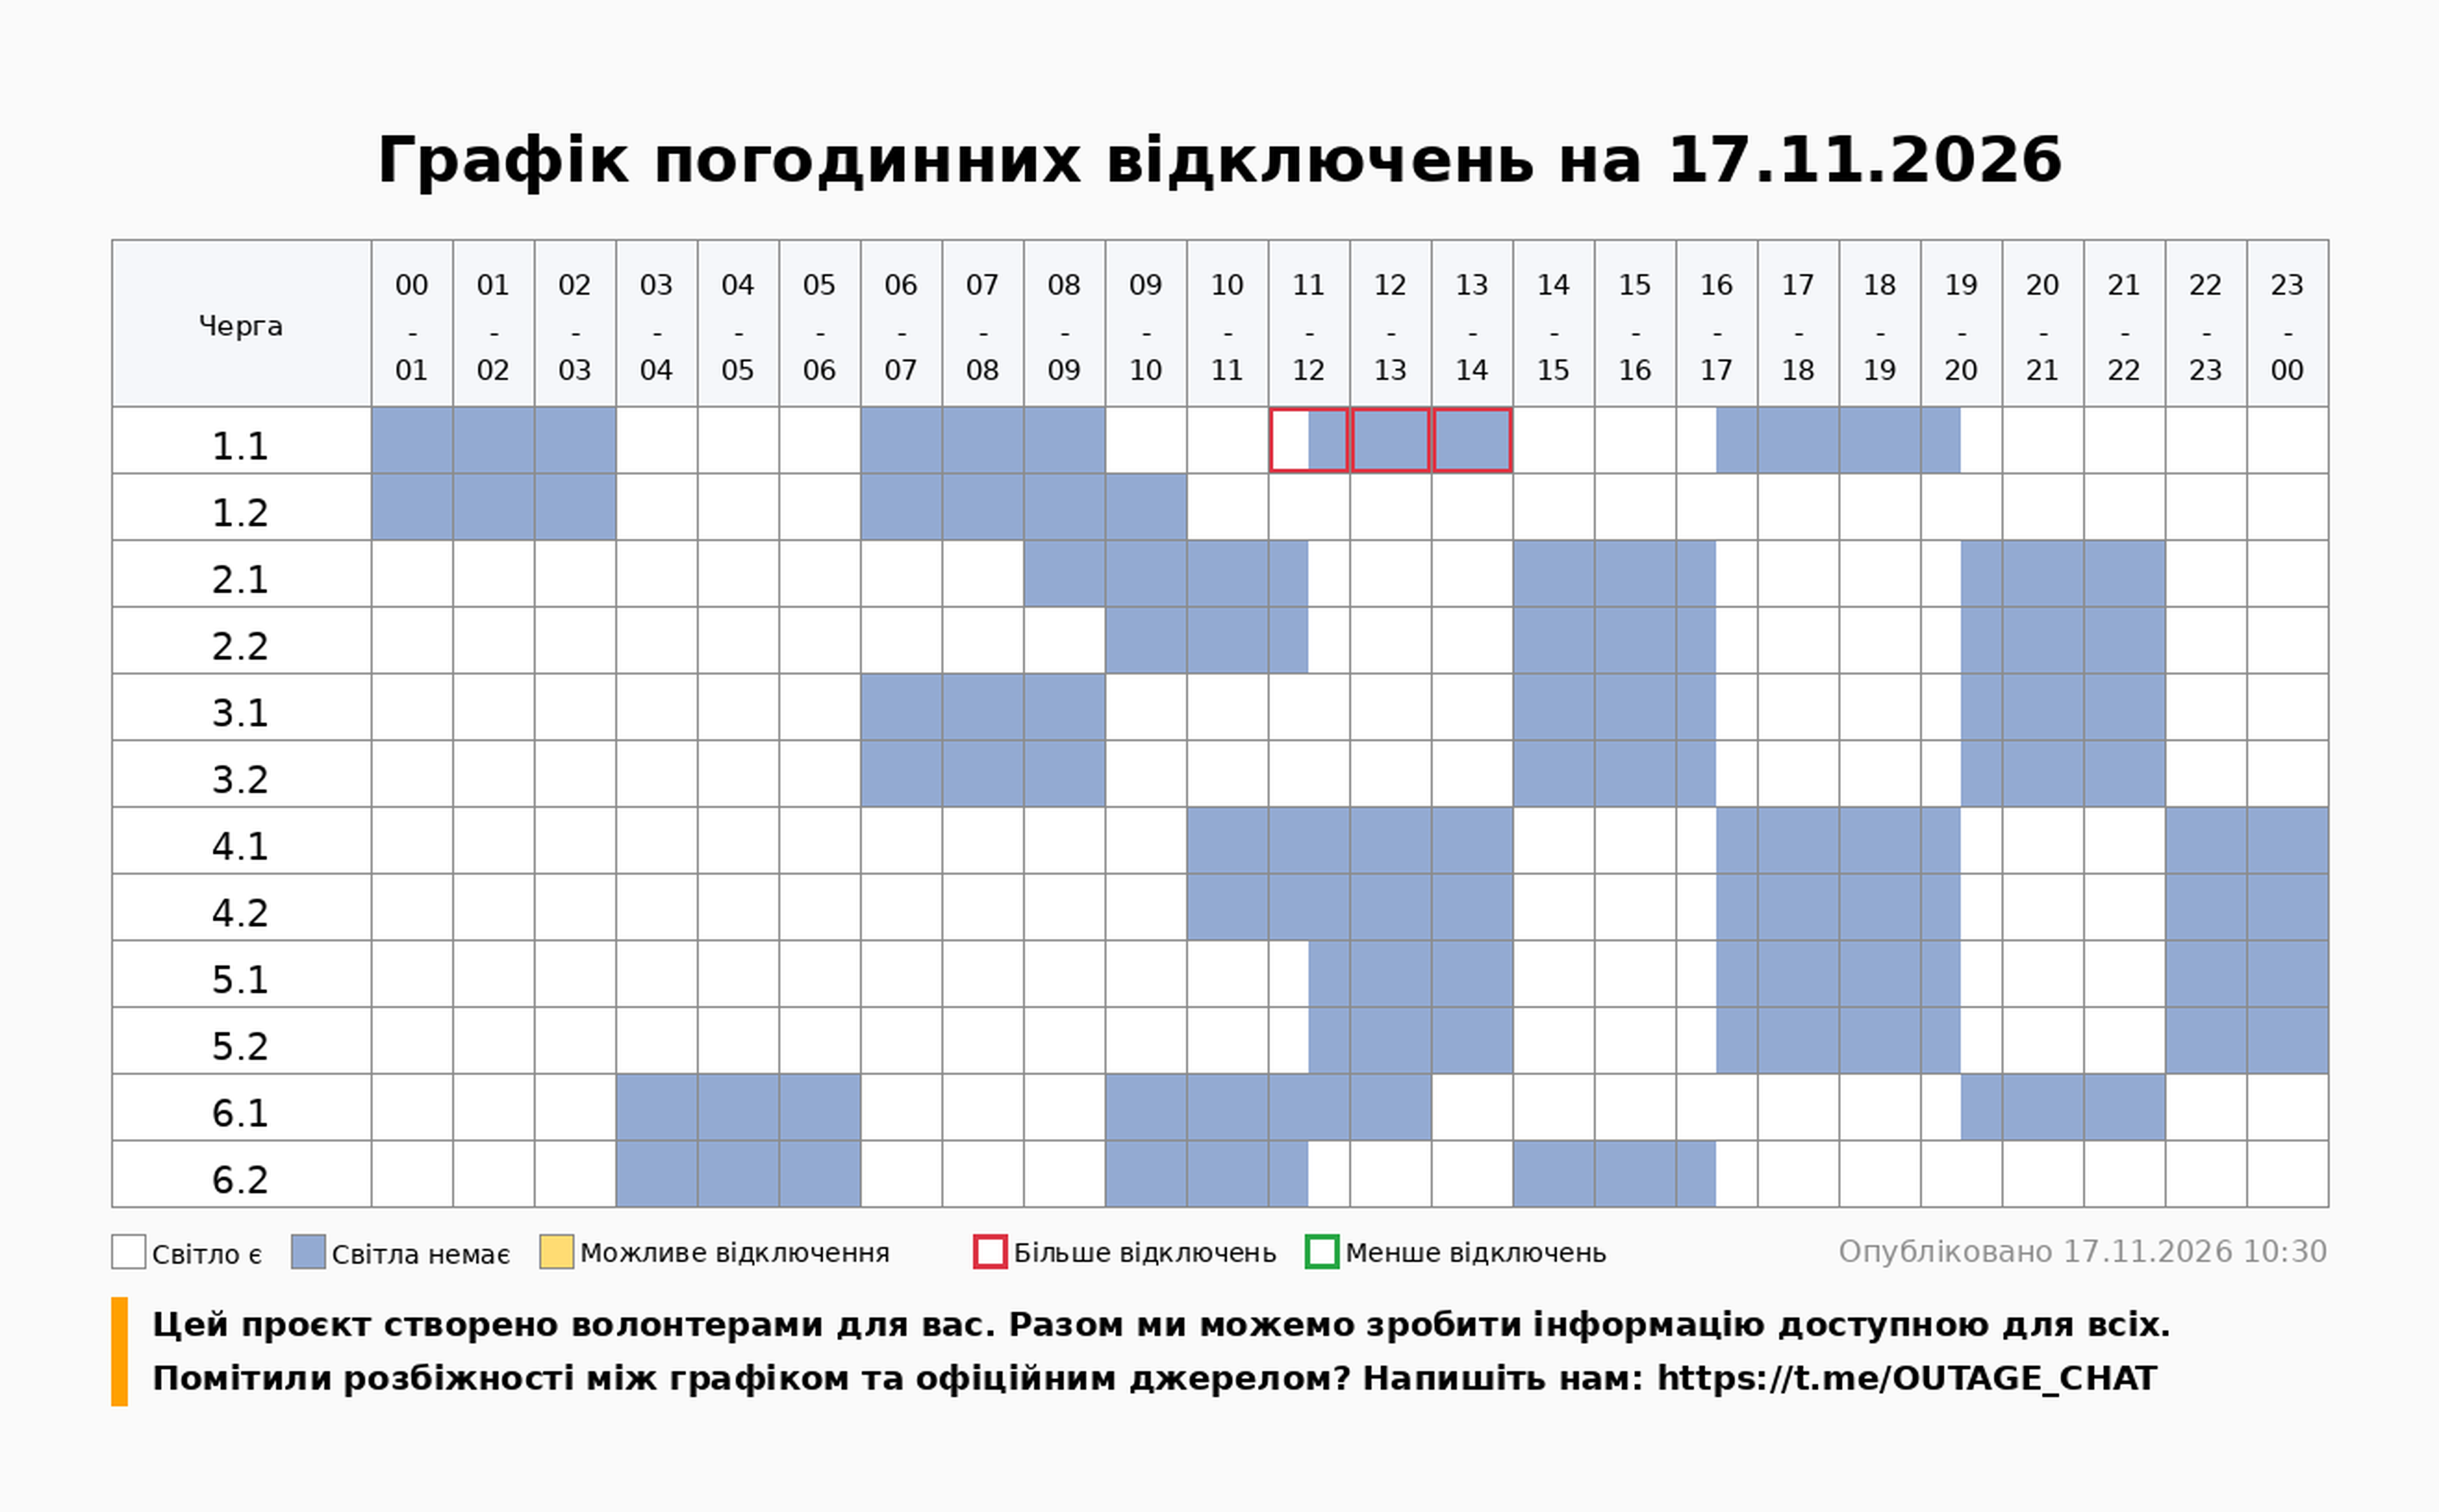 Графік погодинних відключень на 17.11.2026
Черга
00 - 01
01 - 02
02 - 03
03 - 04
04 - 05
05 - 06
06 - 07
07 - 08
08 - 09
09 - 10
10 - 11
11 - 12
12 - 13
13 - 14
14 - 15
15 - 16
16 - 17
17 - 18
18 - 19
19 - 20
20 - 21
21 - 22
22 - 23
23 - 00
1.1
1.2
2.1
2.2
3.1
3.2
4.1
4.2
5.1
5.2
6.1
6.2
Світло є Світла немає Можливе відключення Більше відключень Менше відключень Опубліковано 17.11.2026 10:30
Цей проєкт створено волонтерами для вас. Разом ми можемо зробити інформацію доступною для всіх.
Помітили розбіжності між графіком та офіційним джерелом? Напишіть нам: https://t.me/OUTAGE_CHAT